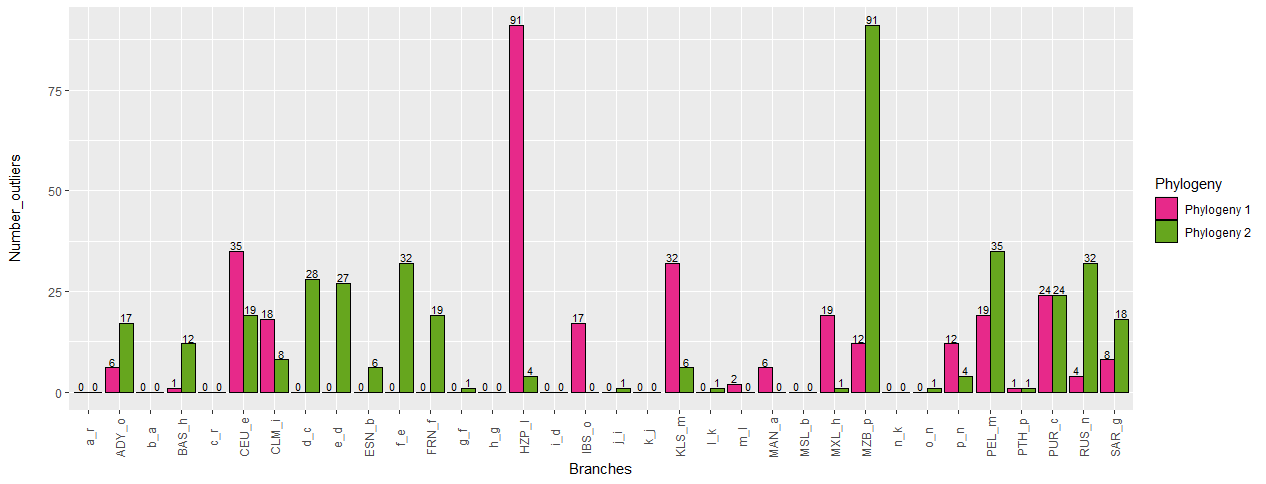 Number_outliers
75
50
25
0
0 0
6 17
0 0
1 12
0 0
35 19
18 8
0 28
0 27
0 6
0 32
0 19
0 1
0 0
91 4
0 0
17 0
0 1
0 0
32 6
0 1
2 0
6 0
0 0
19 1
12 91
0 0
0 1
12 4
19 35
1 1
24 24
4 32
8 18
a_r
ADY_o
b_a
BAS_h
c_r
CEU_e
CLM_i
d_c
e_d
ESN_b
f_e
FRN_f
g_f
h_g
HZP_l
i_d
IBS_o
j_i
k_j
KLS_m
l_k
m_l
MAN_a
MSL_b
MXL_h
MZB_p
n_k
o_n
p_n
PEL_m
PTH_p
PUR_c
RUS_n
SAR_g
Branches
Phylogeny
Phylogeny 1
Phylogeny 2